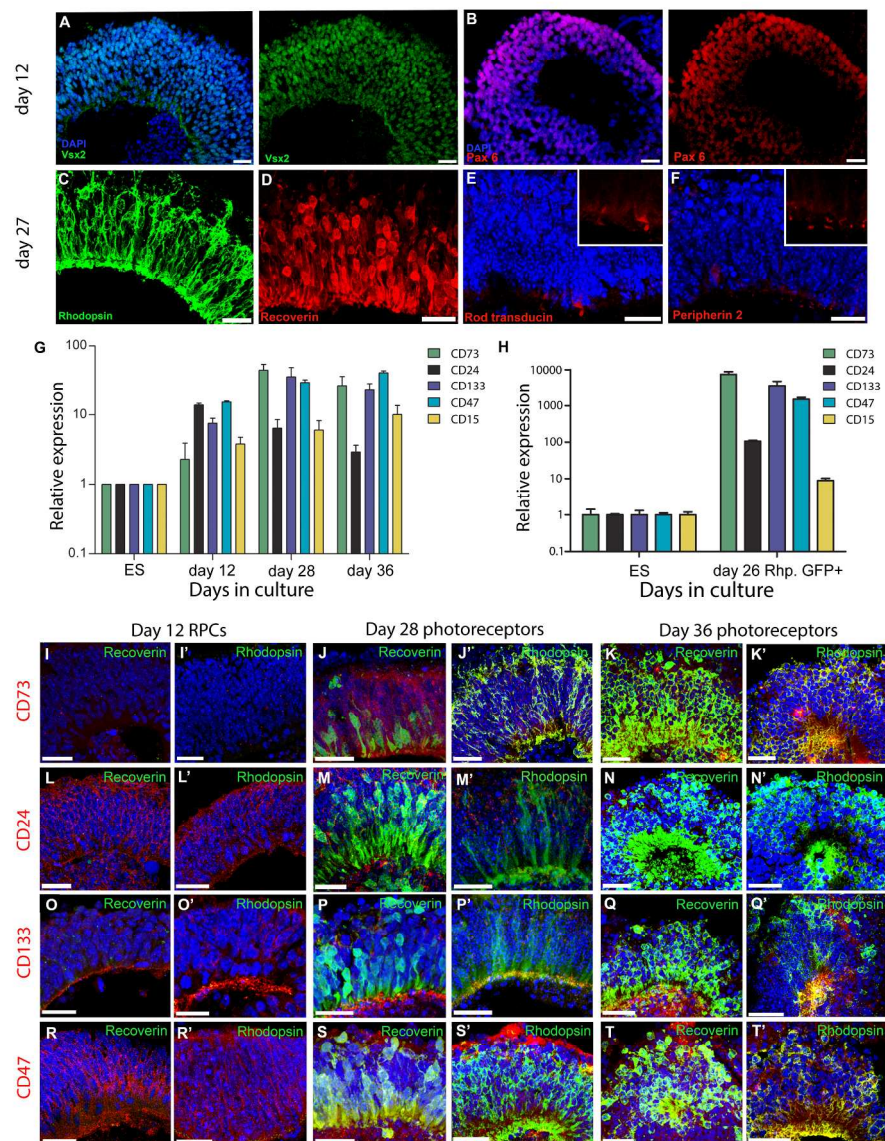 day 12
A
DAPI
Vsx2
Vsx2
B
DAPI
Pax 6
Pax 6
day 27
C
Rhodopsin
D
Recoverin
E
Rod transducin
F
Peripherin 2
G
Relative expression
100
10
1
0.1
CD73
CD24
CD133
CD47
CD15
ES day 12 day 28 day 36
Days in culture
H
Relative expression
10000
1000
100
10
1
0.1
CD73
CD24
CD133
CD47
CD15
ES day 26 Rhp. GFP+
Days in culture
Day 12 RPCs Day 28 photoreceptors Day 36 photoreceptors
CD73
I Recoverin
I' Rhodopsin
J Recoverin
J' Rhodopsin
K Recoverin
K' Rhodopsin
CD24
L Recoverin
L' Rhodopsin
M Recoverin
M' Rhodopsin
N Recoverin
N' Rhodopsin
CD133
O Recoverin
O' Rhodopsin
P Recoverin
P' Rhodopsin
Q Recoverin
Q' Rhodopsin
CD47
R Recoverin
R' Rhodopsin
S Recoverin
S' Rhodopsin
T Recoverin
T' Rhodopsin